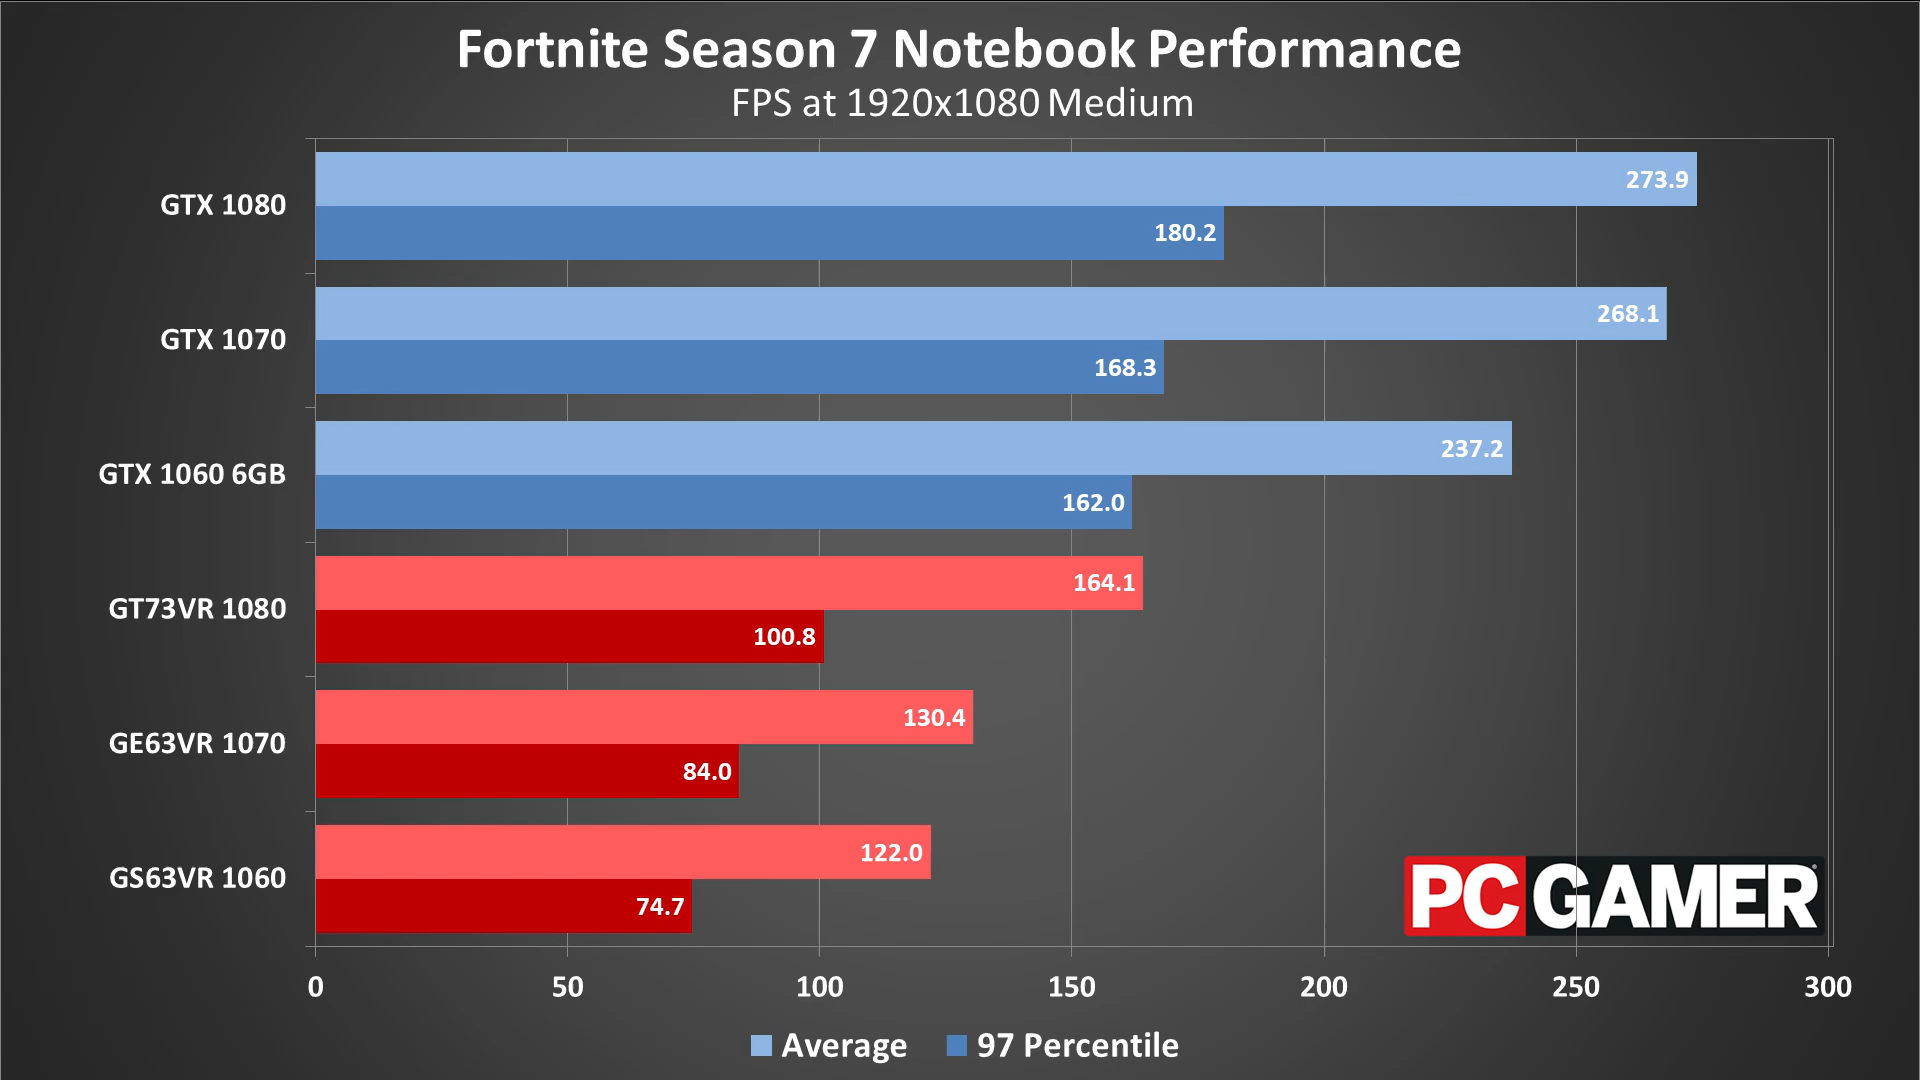 Fortnite Season 7 Notebook Performance
FPS at 1920x1080 Medium
GTX 1080
273.9
180.2
GTX 1070
268.1
168.3
GTX 1060 6GB
237.2
162.0
GT73VR 1080
164.1
100.8
GE63VR 1070
130.4
84.0
GS63VR 1060
122.0
74.7
PC GAMER
0 50 100 150 200 250 300
Average 97 Percentile